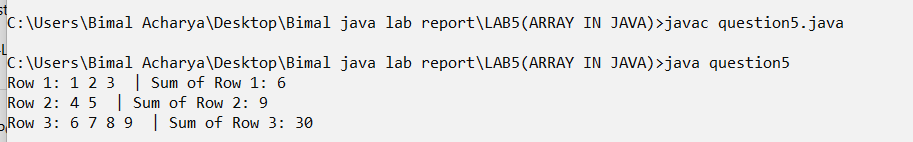 C:\Users\Bimal Acharya\Desktop\Bimal java lab report\LAB5(ARRAY IN JAVA)>javac question5.java
C:\Users\Bimal Acharya\Desktop\Bimal java lab report\LAB5(ARRAY IN JAVA)>java question5
Row 1: 1 2 3  | Sum of Row 1: 6
Row 2: 4 5  | Sum of Row 2: 9
Row 3: 6 7 8 9  | Sum of Row 3: 30